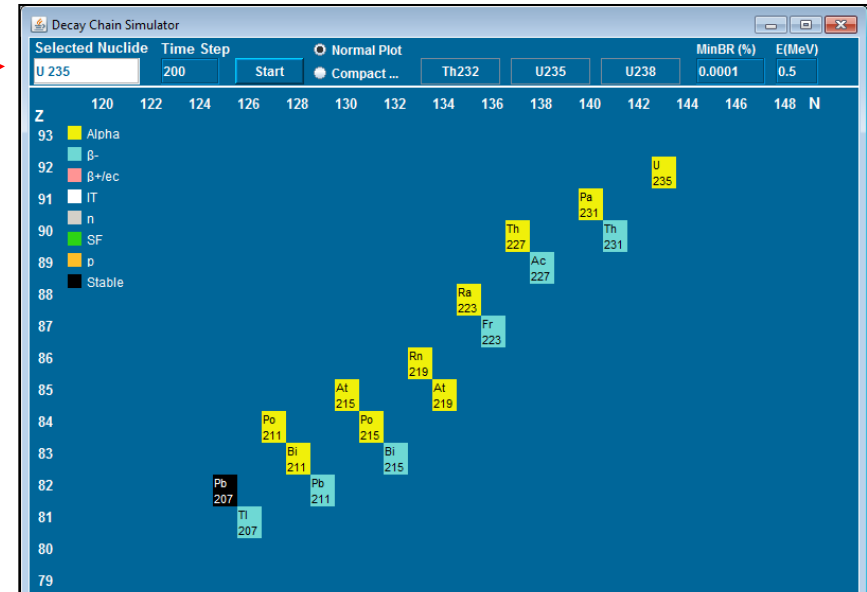 Decay Chain Simulator
Selected Nuclide Time Step Normal Plot MinBR (%) E(MeV)
U 235 200 Start Compact ... Th232 U235 U238 0.0001 0.5
120 122 124 126 128 130 132 134 136 138 140 142 144 146 148 N
Z
93 Alpha
β-
92 U
235
β+/ec
91 IT Pa
231
n
90 Th Th
227 231
SF
89 p Ac
227
Stable
88 Ra
223
87 Fr
223
86 Rn
219
85 At At
215 219
84 Po Po
211 215
83 Bi Bi
211 215
82 Pb Pb
207 211
81 Tl
207
80
79